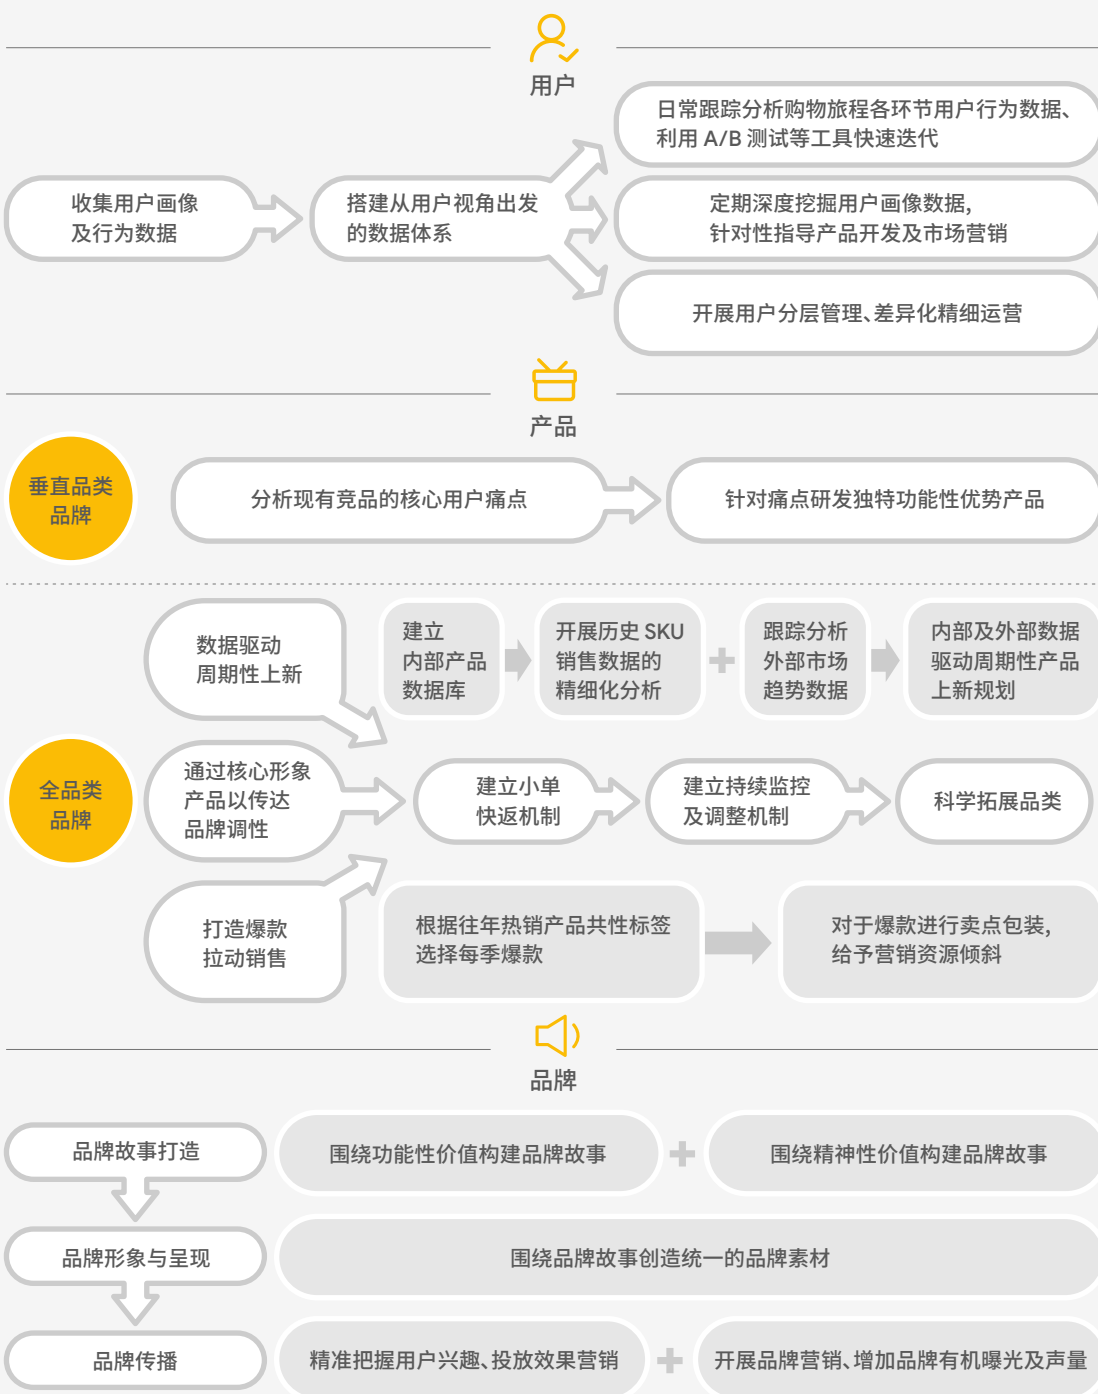 用户
收集用户画像
及行为数据
搭建从用户视角出发
的数据体系
日常跟踪分析购物旅程各环节用户行为数据、
利用 A/B 测试等工具快速迭代
定期深度挖掘用户画像数据,
针对性指导产品开发及市场营销
开展用户分层管理、差异化精细运营
产品
垂直品类
品牌
分析现有竞品的核心用户痛点
针对痛点研发独特功能性优势产品
数据驱动
周期性上新
建立
内部产品
数据库
开展历史 SKU
销售数据的
精细化分析
跟踪分析
外部市场
趋势数据
内部及外部数据
驱动周期性产品
上新规划
全品类
品牌
通过核心形象
产品以传达
品牌调性
建立小单
快返机制
建立持续监控
及调整机制
科学拓展品类
打造爆款
拉动销售
根据往年热销产品共性标签
选择每季爆款
对于爆款进行卖点包装,
给予营销资源倾斜
品牌
品牌故事打造
围绕功能性价值构建品牌故事
围绕精神性价值构建品牌故事
品牌形象与呈现
围绕品牌故事创造统一的品牌素材
品牌传播
精准把握用户兴趣、投放效果营销
开展品牌营销、增加品牌有机曝光及声量